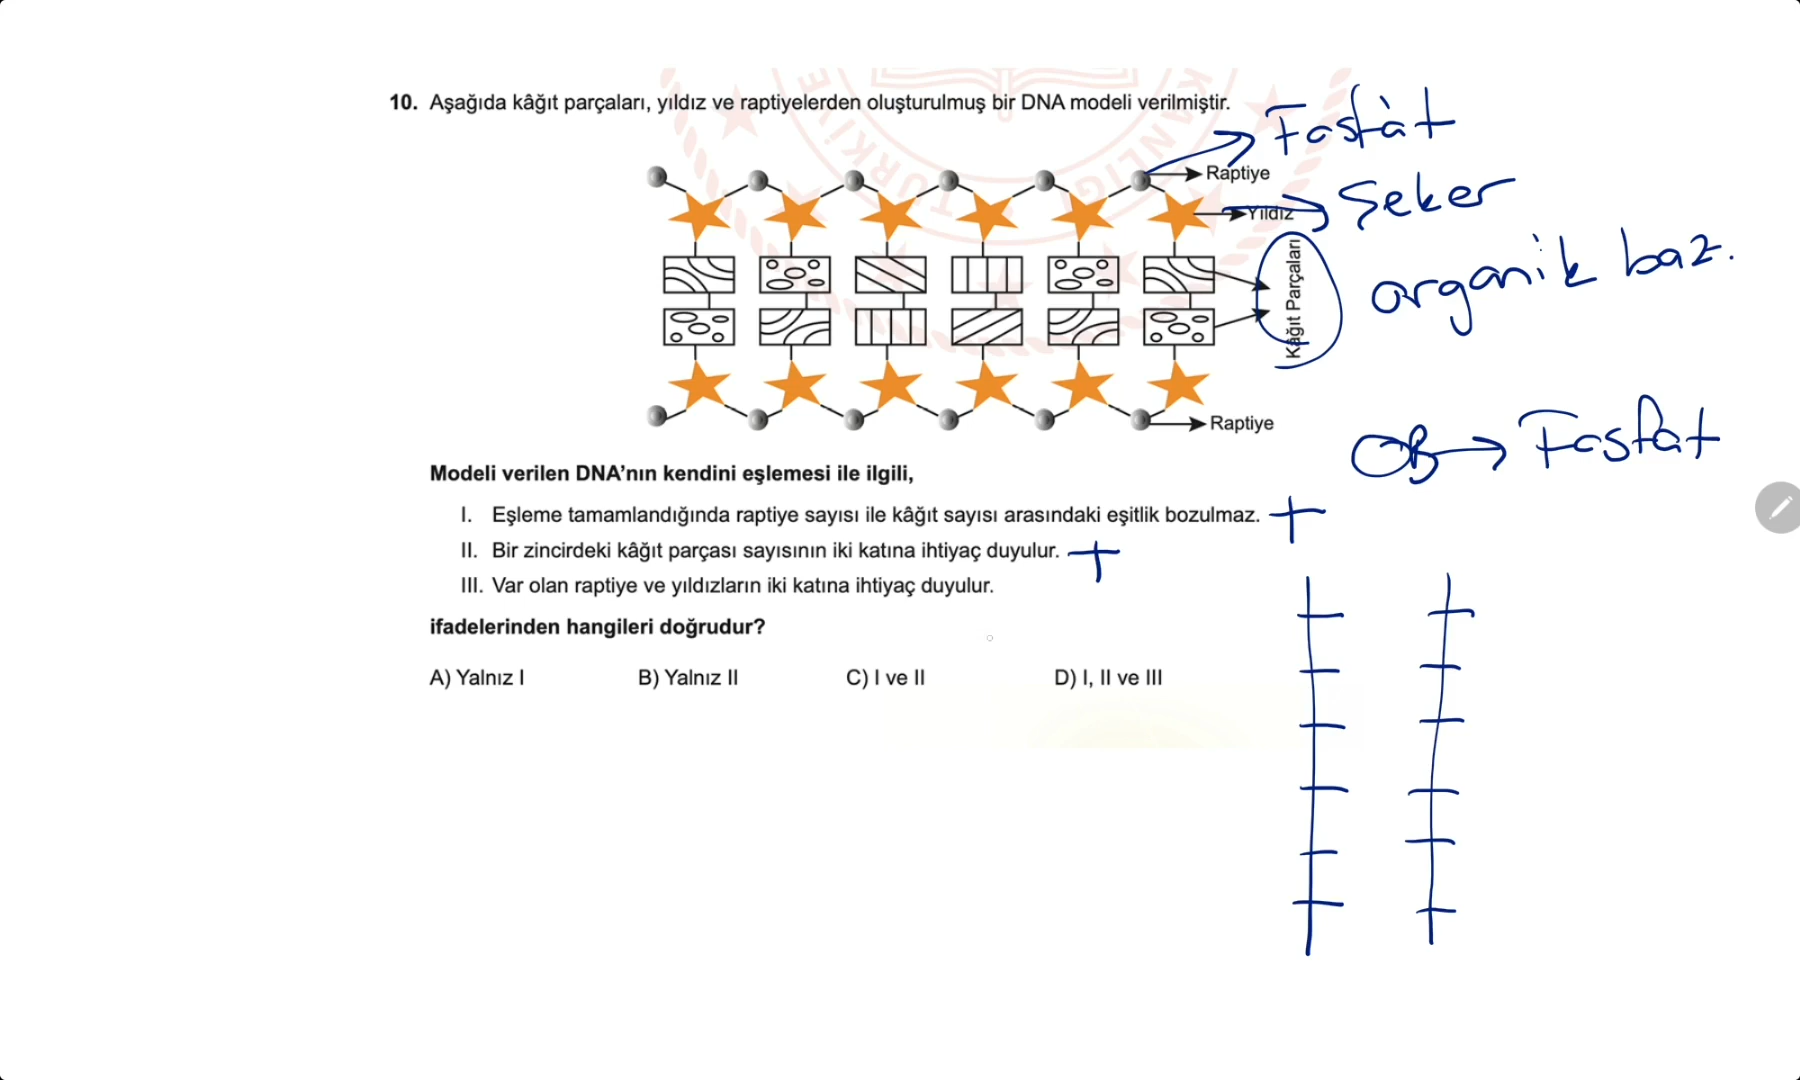 10. Aşağıda kâğıt parçaları, yıldız ve raptiyelerden oluşturulmuş bir DNA modeli verilmiştir.
Fosfat
Raptiye
Yıldız
Şeker
Kâğıt Parçaları
organik baz.
Raptiye
OB → Fosfat
Modeli verilen DNA'nın kendini eşlemesi ile ilgili,
I. Eşleme tamamlandığında raptiye sayısı ile kâğıt sayısı arasındaki eşitlik bozulmaz. +
II. Bir zincirdeki kâğıt parçası sayısının iki katına ihtiyaç duyulur. +
III. Var olan raptiye ve yıldızların iki katına ihtiyaç duyulur.
ifadelerinden hangileri doğrudur?
A) Yalnız I B) Yalnız II C) I ve II D) I, II ve III